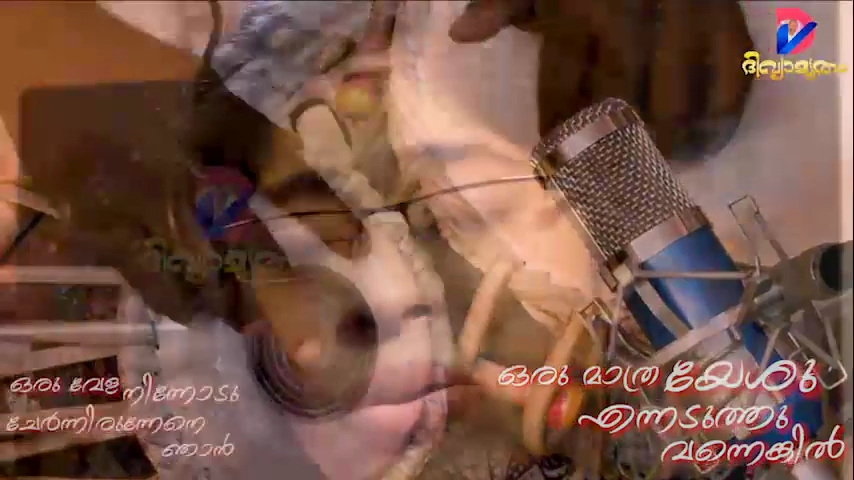 ദിവ്യാമൃതം
ദിവ്യാമൃതം
ഒരു വേള നിന്നോടു
ചേർന്നിരുന്നേനെ
ഞാൻ
ഒരു മാത്ര യേശു
എന്നടുത്തു
വന്നെങ്കിൽ